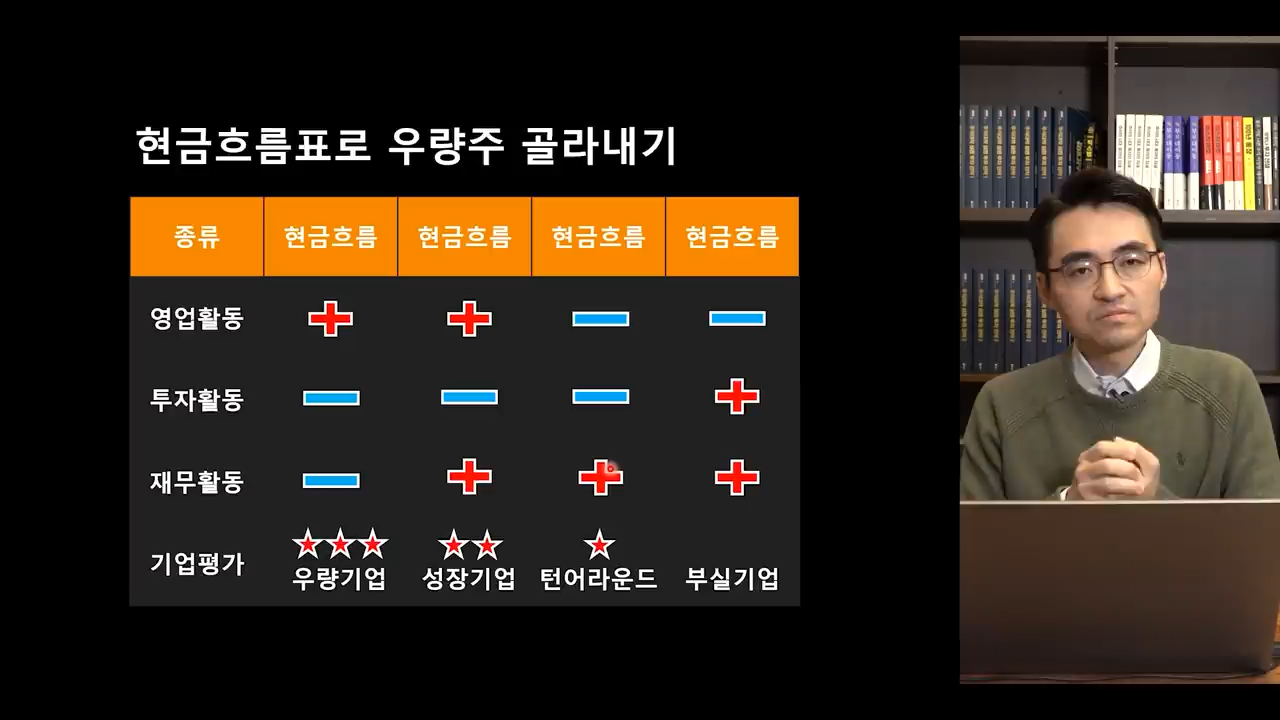 현금흐름표로 우량주 골라내기
종류 현금흐름 현금흐름 현금흐름 현금흐름
영업활동
투자활동
재무활동
기업평가 우량기업 성장기업 턴어라운드 부실기업